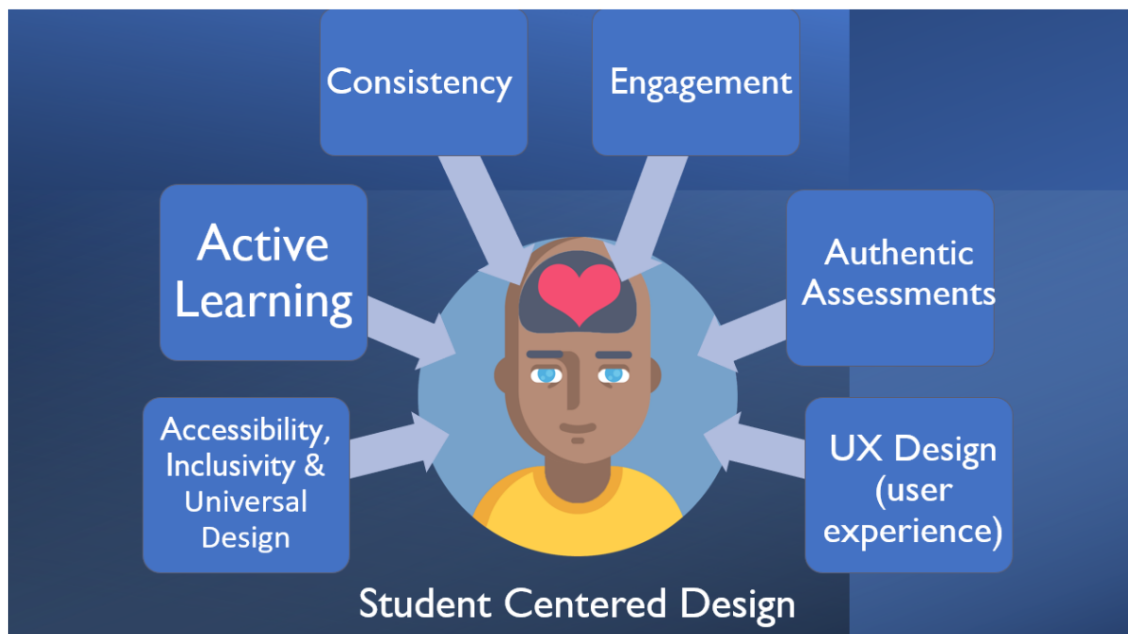 Consistency
Engagement
Active
Learning
Authentic
Assessments
Accessibility,
Inclusivity &
Universal
Design
UX Design
(user
experience)
Student Centered Design